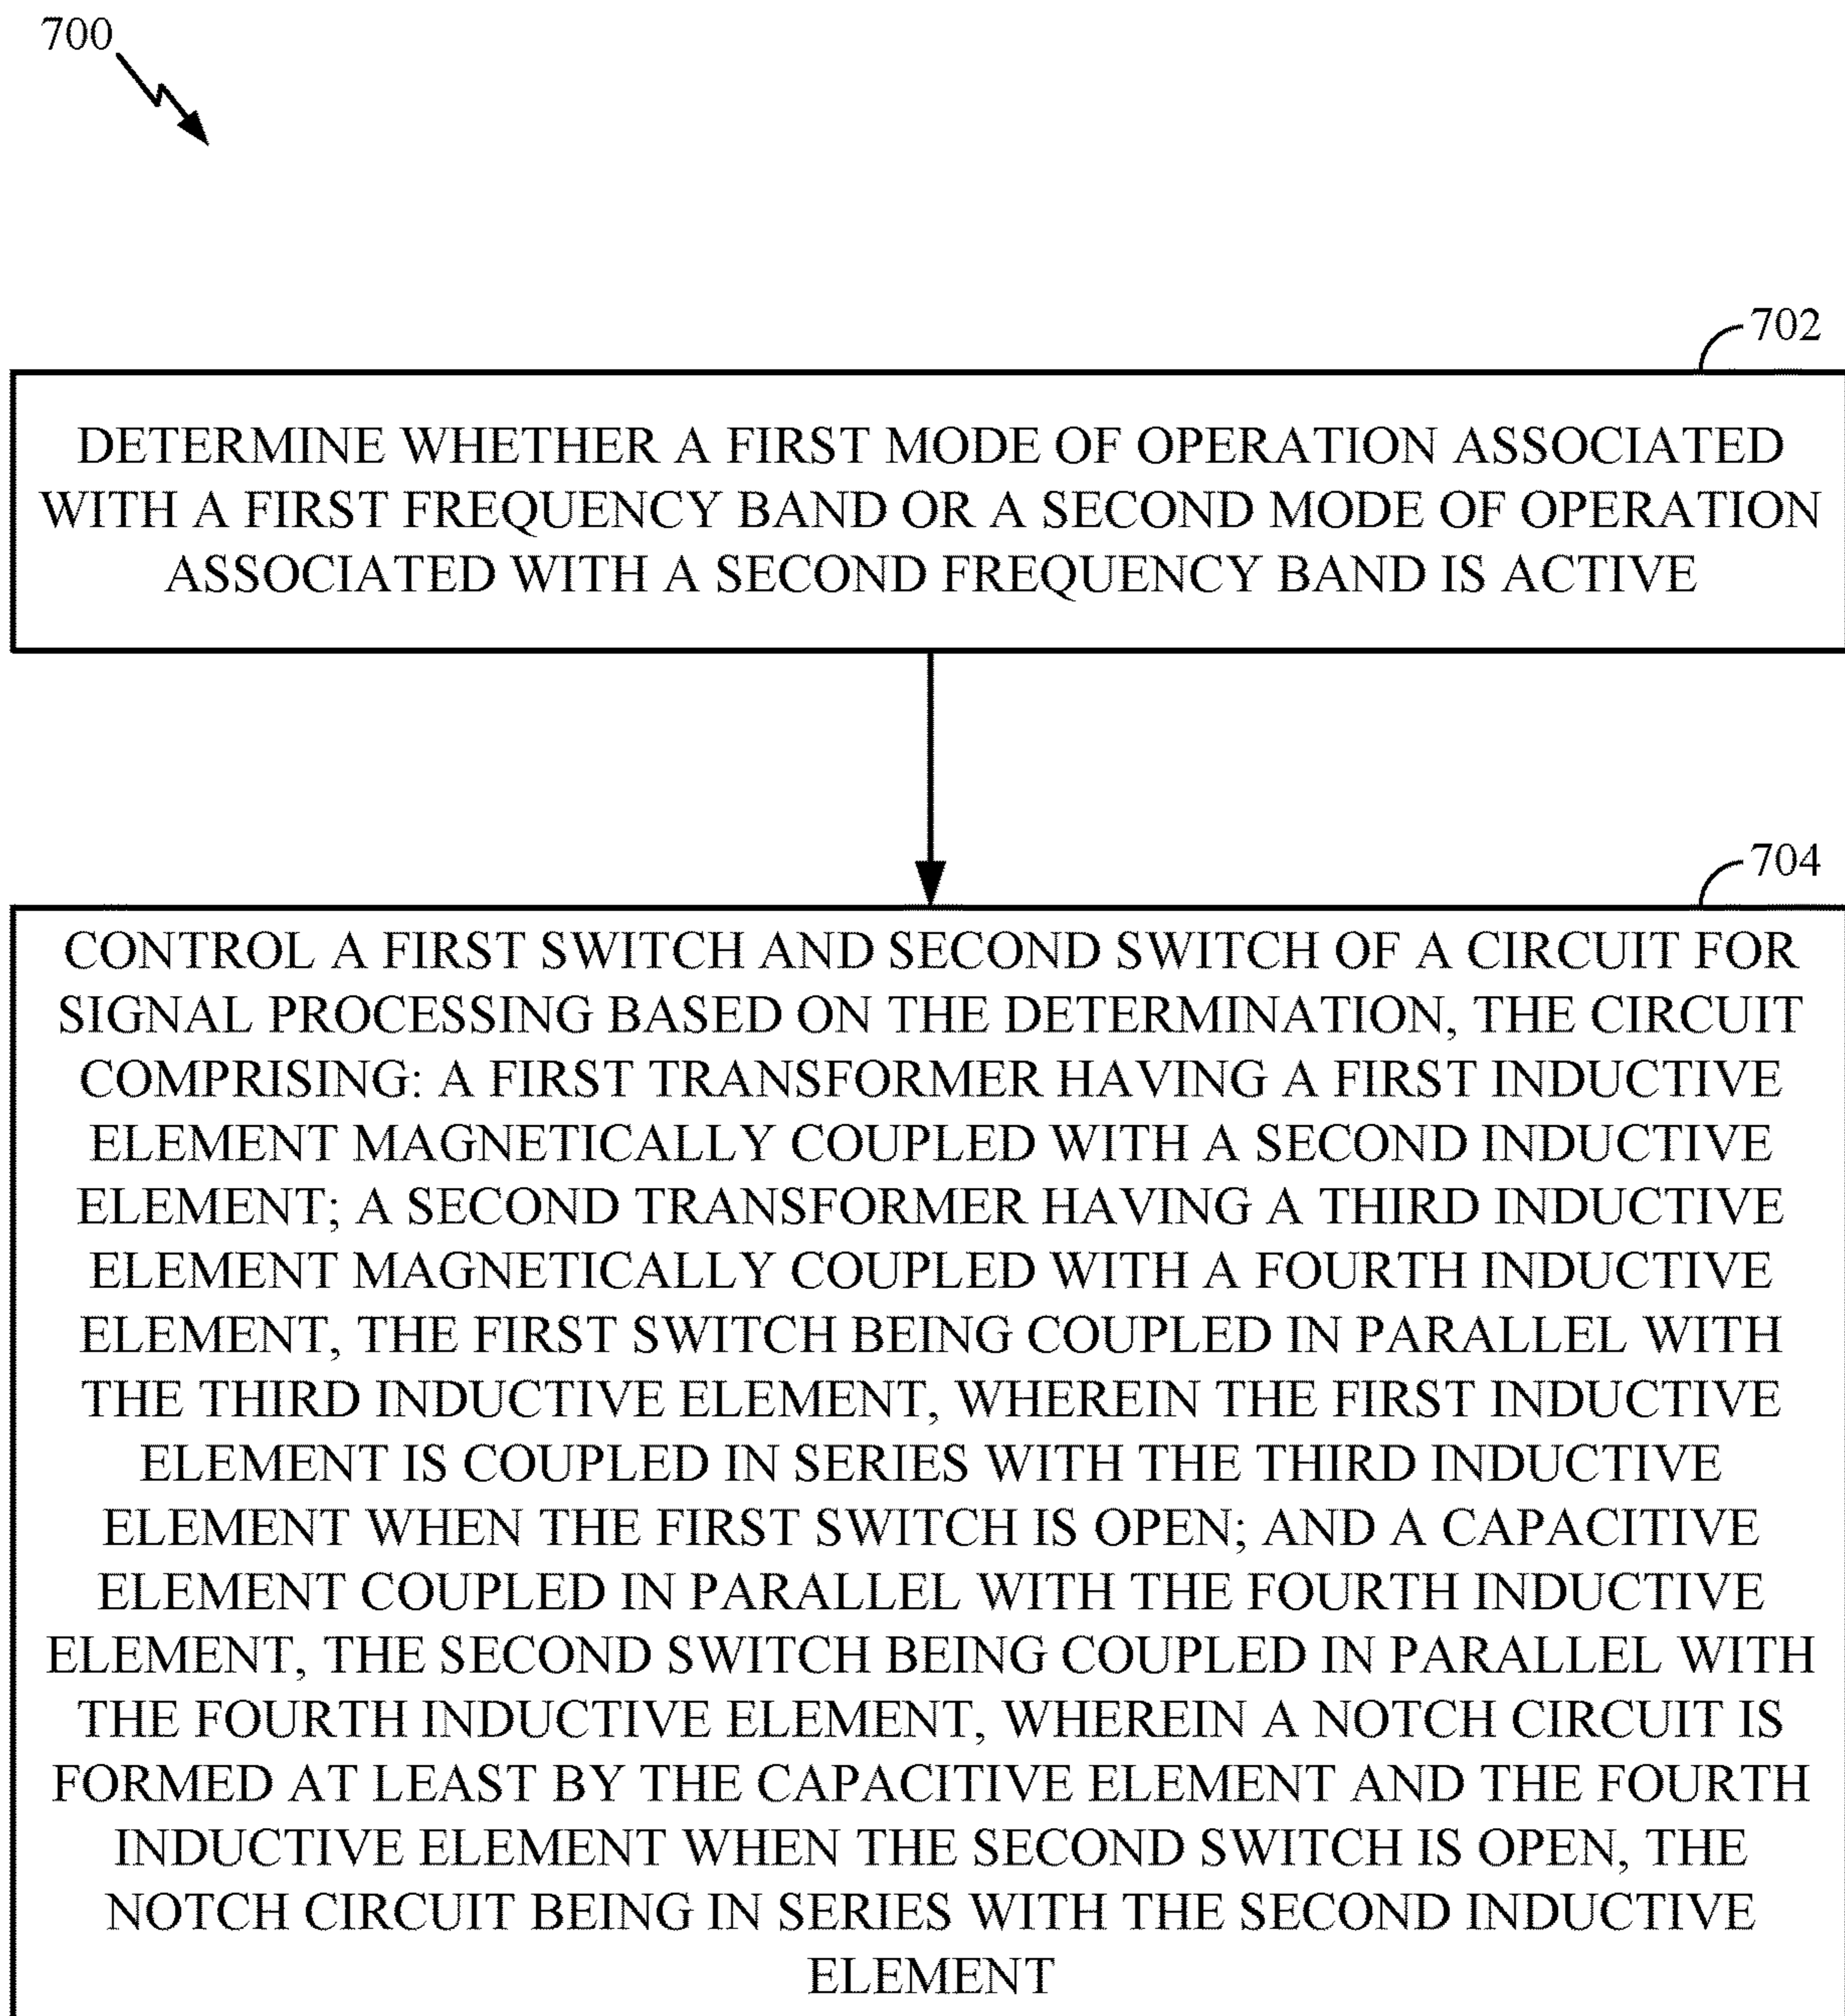 700
702
DETERMINE WHETHER A FIRST MODE OF OPERATION ASSOCIATED
WITH A FIRST FREQUENCY BAND OR A SECOND MODE OF OPERATION
ASSOCIATED WITH A SECOND FREQUENCY BAND IS ACTIVE
704
CONTROL A FIRST SWITCH AND SECOND SWITCH OF A CIRCUIT FOR
SIGNAL PROCESSING BASED ON THE DETERMINATION, THE CIRCUIT
COMPRISING: A FIRST TRANSFORMER HAVING A FIRST INDUCTIVE
ELEMENT MAGNETICALLY COUPLED WITH A SECOND INDUCTIVE
ELEMENT; A SECOND TRANSFORMER HAVING A THIRD INDUCTIVE
ELEMENT MAGNETICALLY COUPLED WITH A FOURTH INDUCTIVE
ELEMENT, THE FIRST SWITCH BEING COUPLED IN PARALLEL WITH
THE THIRD INDUCTIVE ELEMENT, WHEREIN THE FIRST INDUCTIVE
ELEMENT IS COUPLED IN SERIES WITH THE THIRD INDUCTIVE
ELEMENT WHEN THE FIRST SWITCH IS OPEN; AND A CAPACITIVE
ELEMENT COUPLED IN PARALLEL WITH THE FOURTH INDUCTIVE
ELEMENT, THE SECOND SWITCH BEING COUPLED IN PARALLEL WITH
THE FOURTH INDUCTIVE ELEMENT, WHEREIN A NOTCH CIRCUIT IS
FORMED AT LEAST BY THE CAPACITIVE ELEMENT AND THE FOURTH
INDUCTIVE ELEMENT WHEN THE SECOND SWITCH IS OPEN, THE
NOTCH CIRCUIT BEING IN SERIES WITH THE SECOND INDUCTIVE
ELEMENT